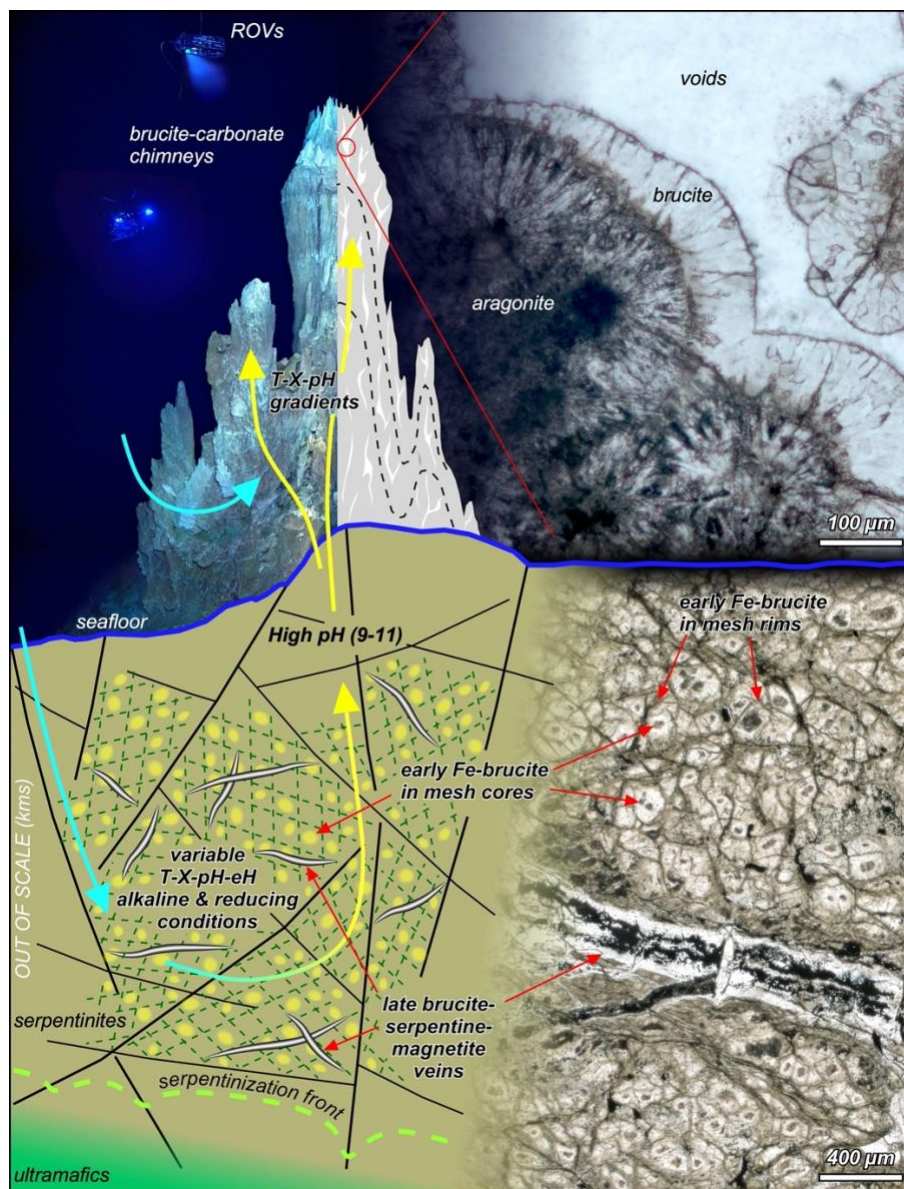 ROVs
brucite-carbonate
chimneys
voids
brucite
aragonite
T-X-pH
gradients
100 µm
seafloor
High pH (9-11)
early Fe-brucite
in mesh rims
early Fe-brucite
in mesh cores
OUT OF SCALE (kms)
variable
T-X-pH-eH
alkaline & reducing
conditions
late brucite-
serpentine-
magnetite
veins
serpentinites
serpentinization front
ultramafics
400 µm